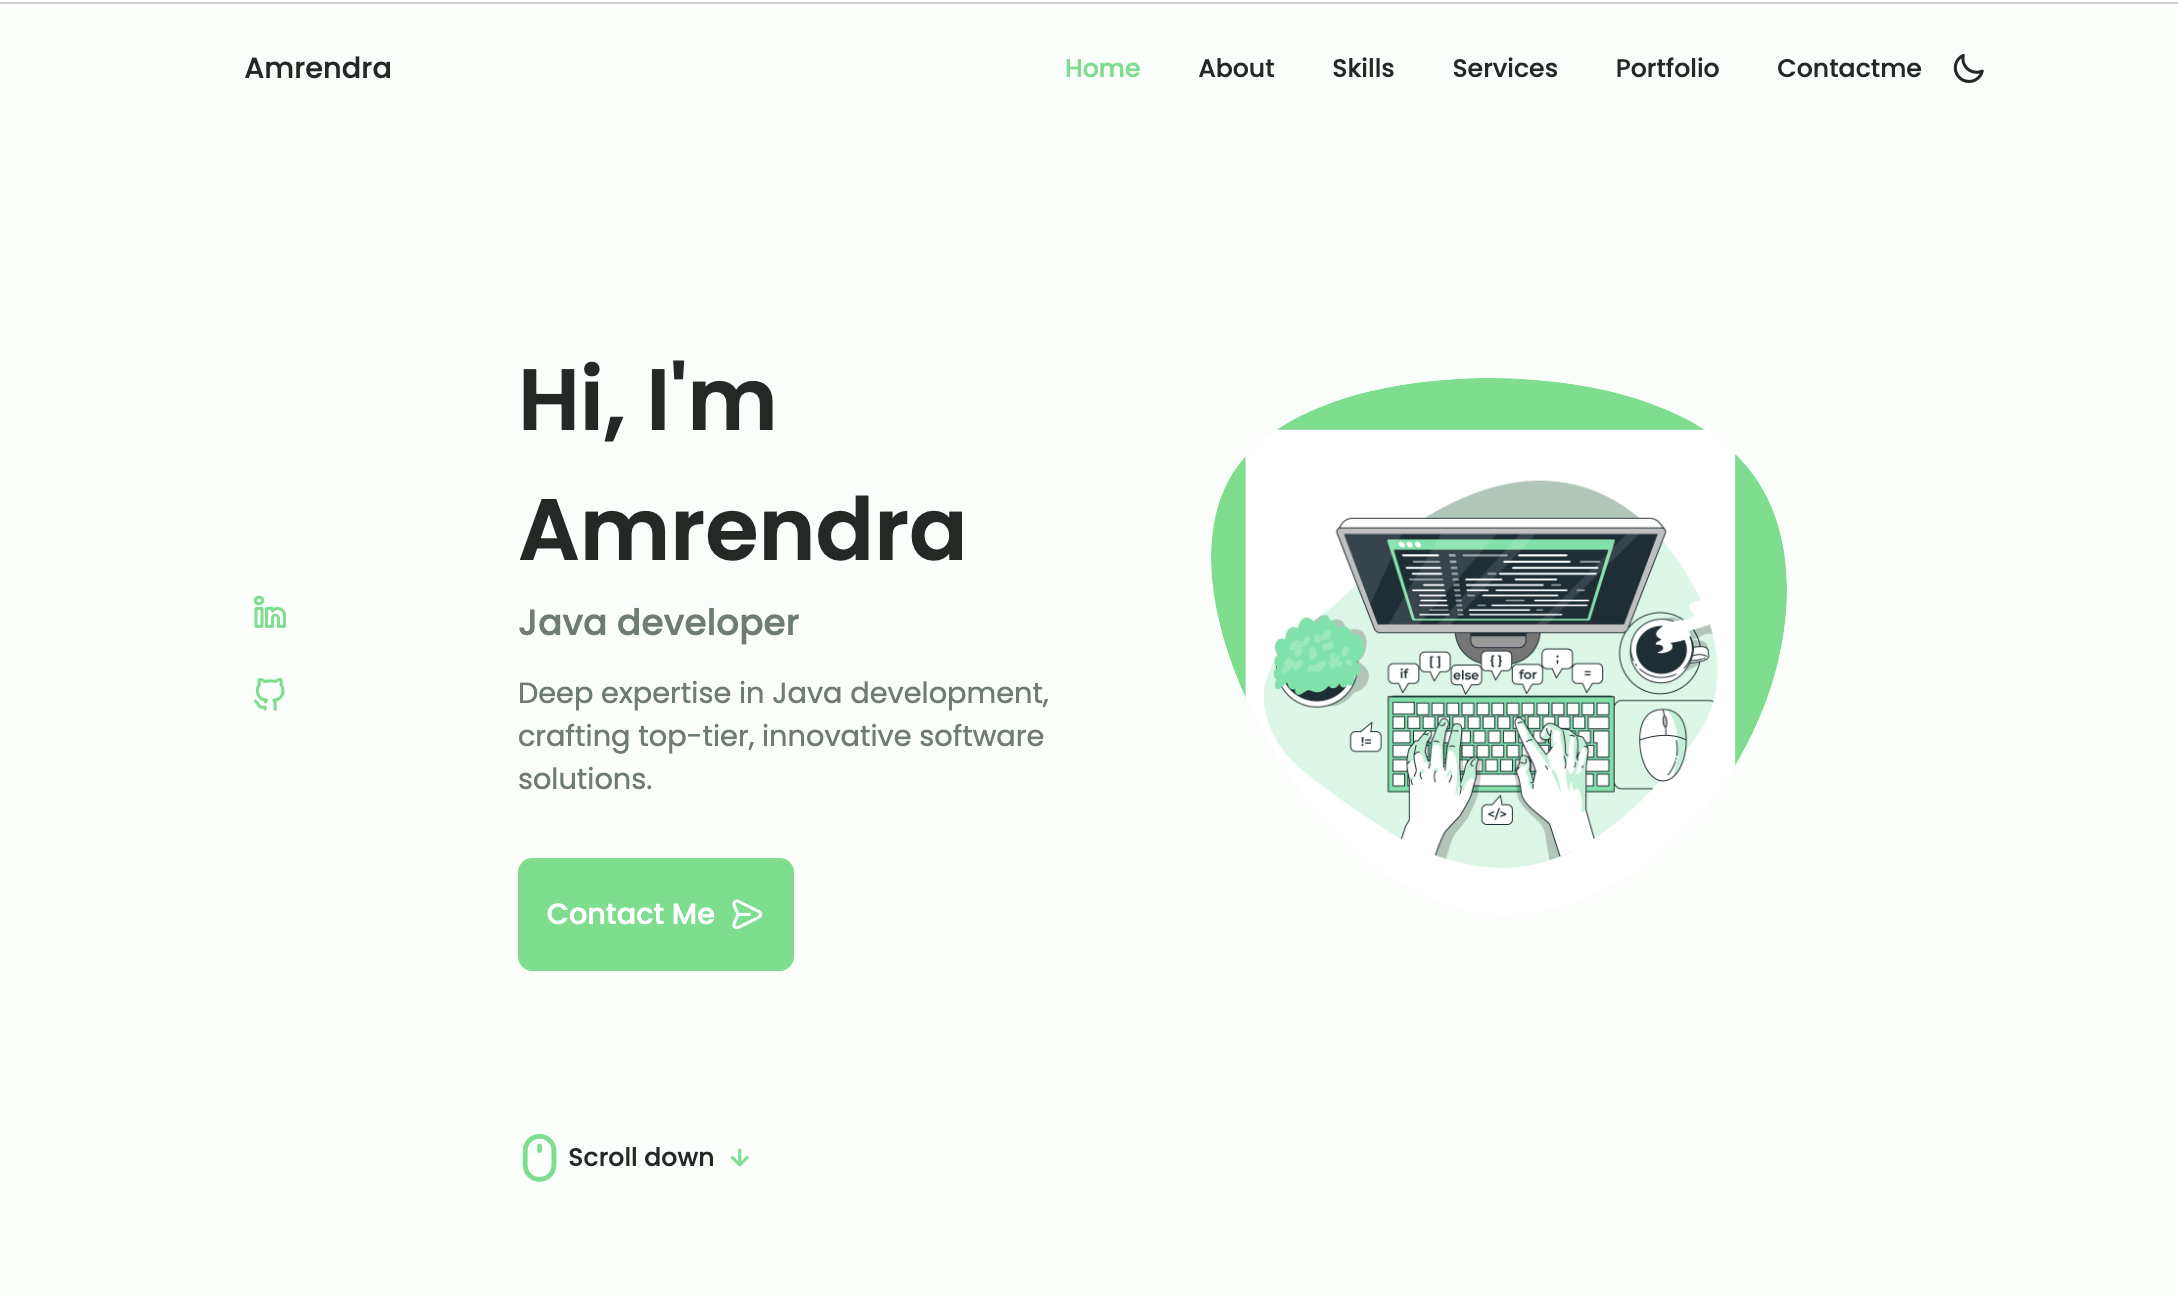 Amrendra
Home About Skills Services Portfolio Contactme
Hi, I'm
Amrendra
Java developer
Deep expertise in Java development,
crafting top-tier, innovative software
solutions.
Contact Me
Scroll down
if [ ] else { } for ; =
!=
</>